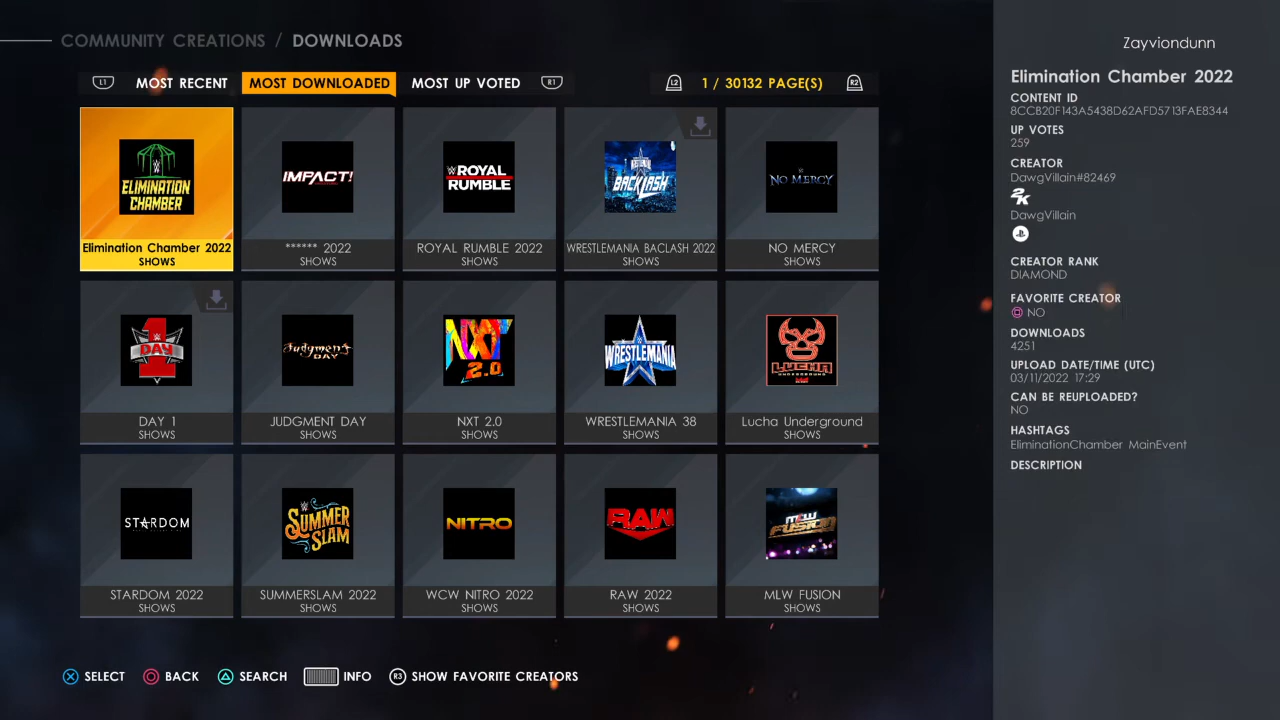 COMMUNITY CREATIONS / DOWNLOADS
L1 MOST RECENT MOST DOWNLOADED MOST UP VOTED R1 L2 1 / 30132 PAGE(S) R2
ELIMINATION
CHAMBER
Elimination Chamber 2022
SHOWS
IMPACT!
****** 2022
SHOWS
ROYAL
RUMBLE
ROYAL RUMBLE 2022
SHOWS
BACKLASH
WRESTLEMANIA BACLASH 2022
SHOWS
NO MERCY
NO MERCY
SHOWS
DAY
1
DAY 1
SHOWS
Judgment
DAY
JUDGMENT DAY
SHOWS
NXT
2.0
NXT 2.0
SHOWS
WRESTLEMANIA
WRESTLEMANIA 38
SHOWS
LUCHA
UNDERGROUND
Lucha Underground
SHOWS
STARDOM
STARDOM 2022
SHOWS
SUMMER
SLAM
SUMMERSLAM 2022
SHOWS
NITRO
WCW NITRO 2022
SHOWS
RAW
RAW 2022
SHOWS
MLW
FUSION
MLW FUSION
SHOWS
SELECT BACK SEARCH INFO R3 SHOW FAVORITE CREATORS
Zayviondunn
Elimination Chamber 2022
CONTENT ID
8CCB20F143A5438D62AFD5713FAE8344
UP VOTES
259
CREATOR
DawgVillain#82469
2K
DawgVillain
CREATOR RANK
DIAMOND
FAVORITE CREATOR
NO
DOWNLOADS
4251
UPLOAD DATE/TIME (UTC)
03/11/2022 17:29
CAN BE REUPLOADED?
NO
HASHTAGS
EliminationChamber MainEvent
DESCRIPTION